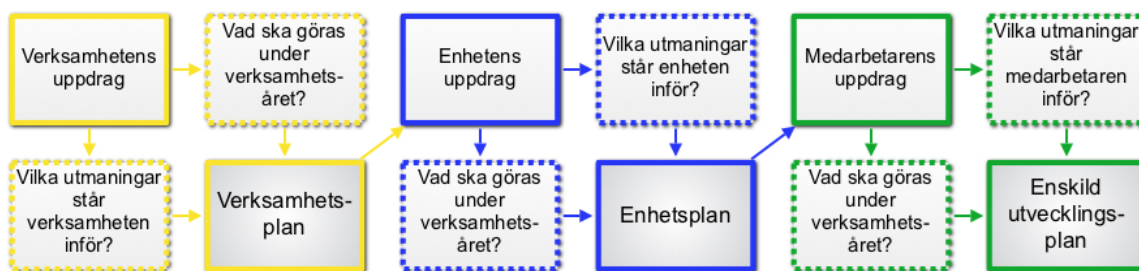 Verksamhetens
uppdrag
Vad ska göras
under
verksamhets-
året?
Enhetens
uppdrag
Vilka utmaningar
står enheten
inför?
Medarbetarens
uppdrag
Vilka utmaningar
står
medarbetaren
inför?
Vilka utmaningar
står
verksamheten
inför?
Verksamhets-
plan
Vad ska göras
under
verksamhets-
året?
Enhetsplan
Vad ska göras
under
verksamhets-
året?
Enskild
utvecklings-
plan